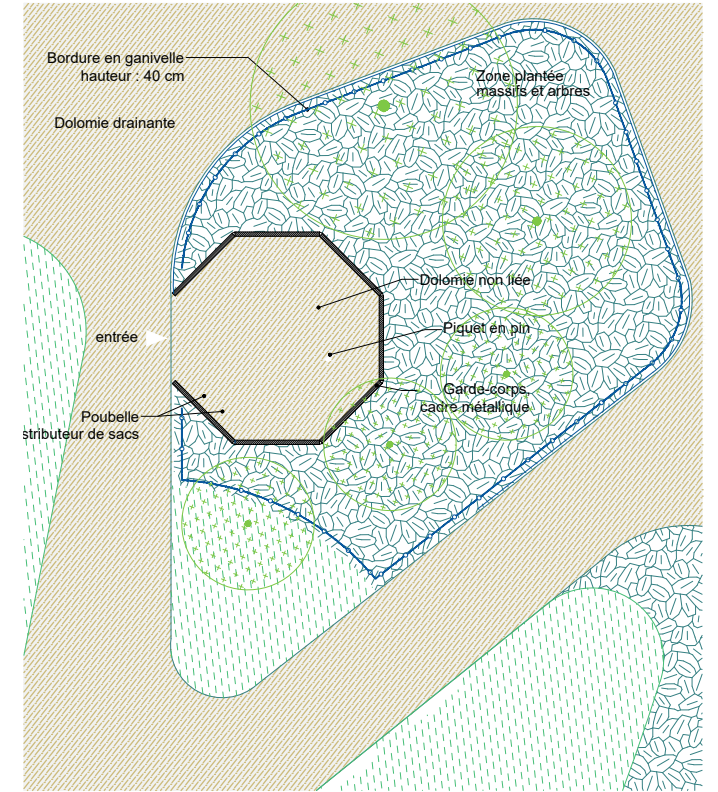 Bordure en ganivelle
hauteur : 40 cm
Zone plantée
massifs et arbres
Dolomie drainante
Dolomie non liée
Piquet en pin
entrée
Garde-corps,
cadre métallique
Poubelle
stributeur de sacs